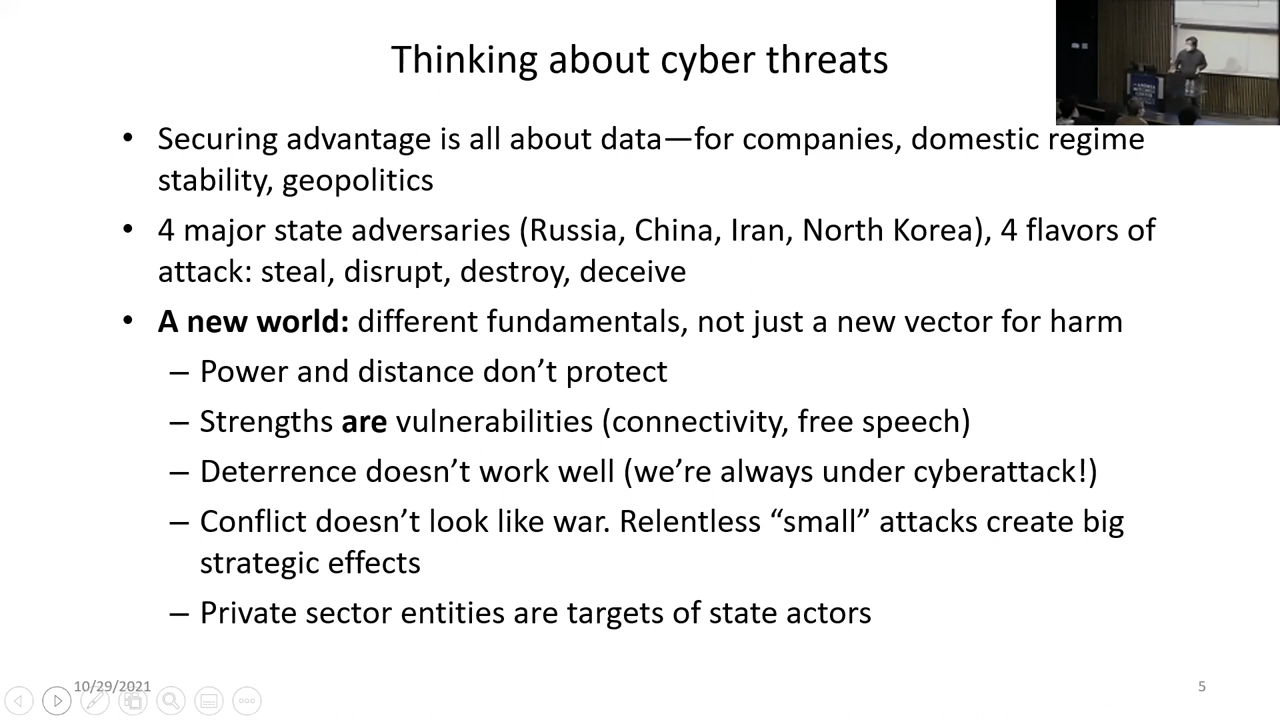 Thinking about cyber threats
• Securing advantage is all about data—for companies, domestic regime
stability, geopolitics
• 4 major state adversaries (Russia, China, Iran, North Korea), 4 flavors of
attack: steal, disrupt, destroy, deceive
• A new world: different fundamentals, not just a new vector for harm
– Power and distance don’t protect
– Strengths are vulnerabilities (connectivity, free speech)
– Deterrence doesn’t work well (we’re always under cyberattack!)
– Conflict doesn’t look like war. Relentless “small” attacks create big
strategic effects
– Private sector entities are targets of state actors
10/29/2021
5